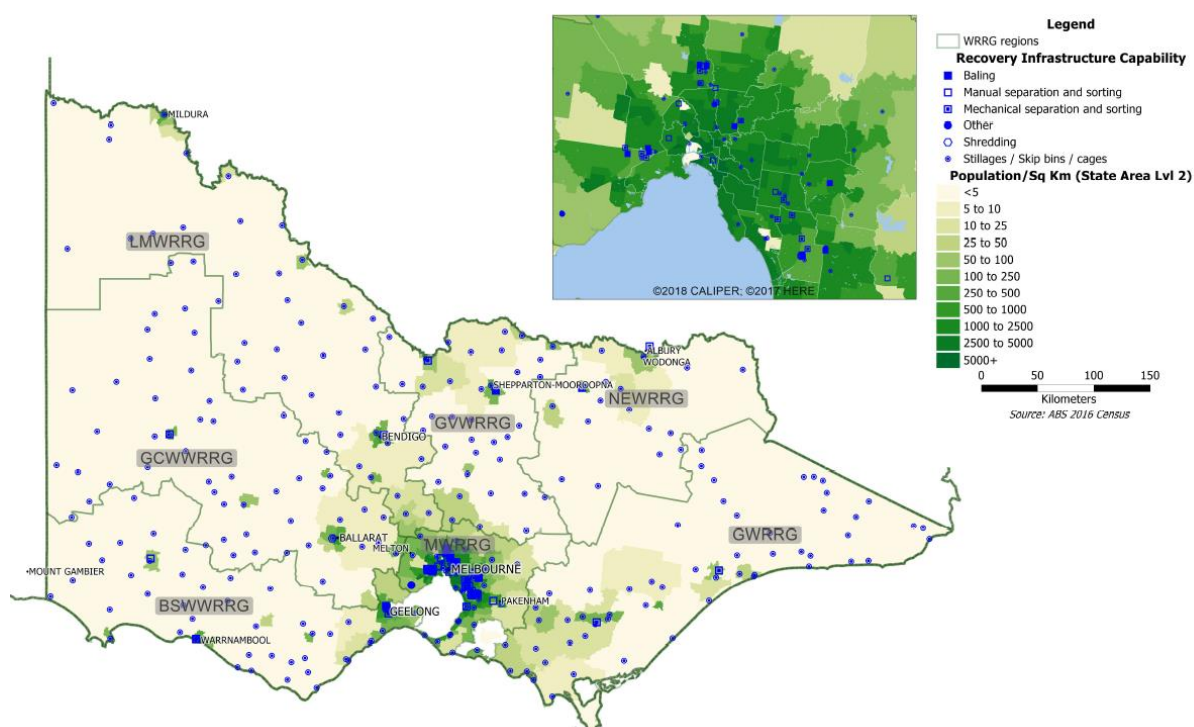 Legend
WRRG regions
Recovery Infrastructure Capability
Baling
Manual separation and sorting
Mechanical separation and sorting
Other
Shredding
Stillages / Skip bins / cages
Population/Sq Km (State Area Lvl 2)
<5
5 to 10
10 to 25
25 to 50
50 to 100
100 to 250
250 to 500
500 to 1000
1000 to 2500
2500 to 5000
5000+
0 50 100 150
Kilometers
Source: ABS 2016 Census
©2018 CALIPER; ©2017 HERE
MILDURA
LMWRRG
ALBURY
WODONGA
SHEPPARTON-MOOROOPNA
NEWRRG
GVWRRG
BENDIGO
GCWWRRG
GWRRG
BALLARAT
MELTON
MWRRG
MELBOURNE
MOUNT GAMBIER
PAKENHAM
BSWWRRG
GEELONG
WARRNAMBOOL